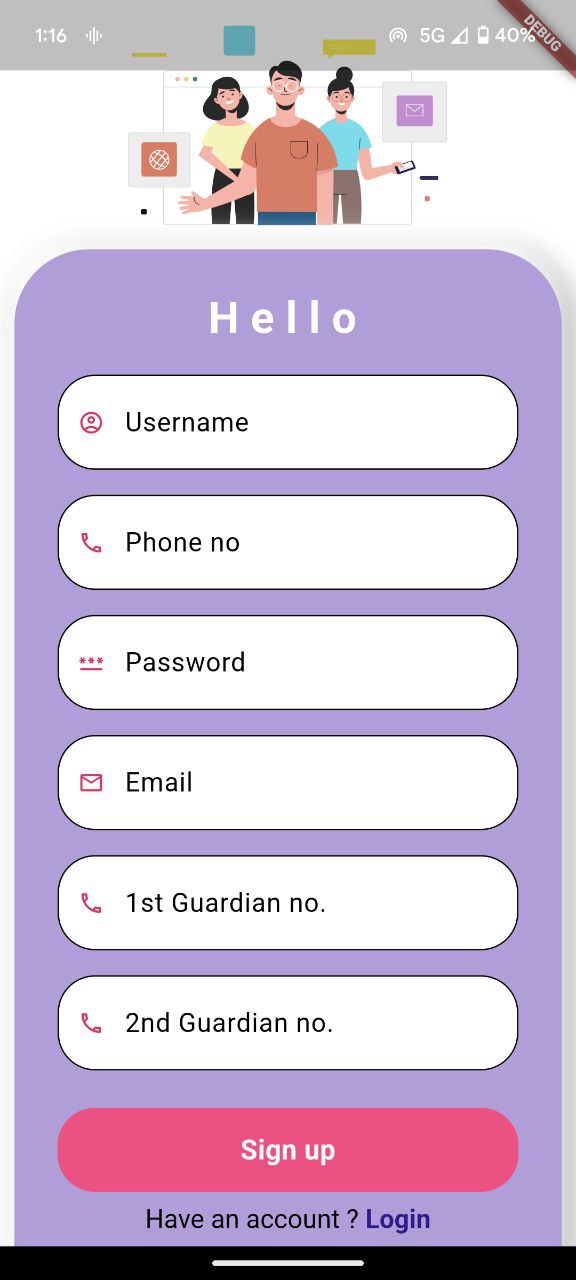 1:16 5G 40%
DEBUG
Hello
Username
Phone no
*** Password
Email
1st Guardian no.
2nd Guardian no.
Sign up
Have an account ? Login